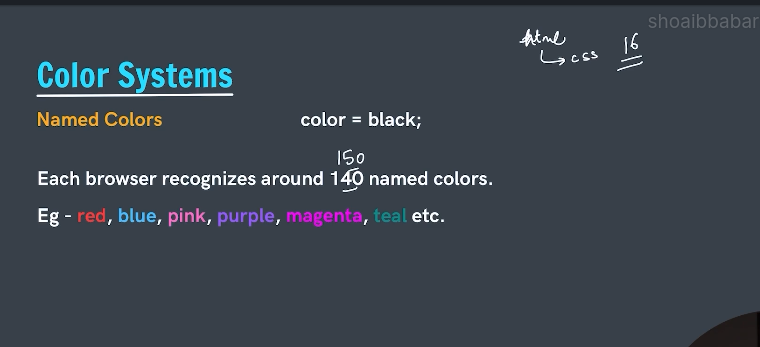 shoaibbabar
html
↳ css 16
Color Systems
Named Colors color = black;
150
Each browser recognizes around 140 named colors.
Eg - red, blue, pink, purple, magenta, teal etc.